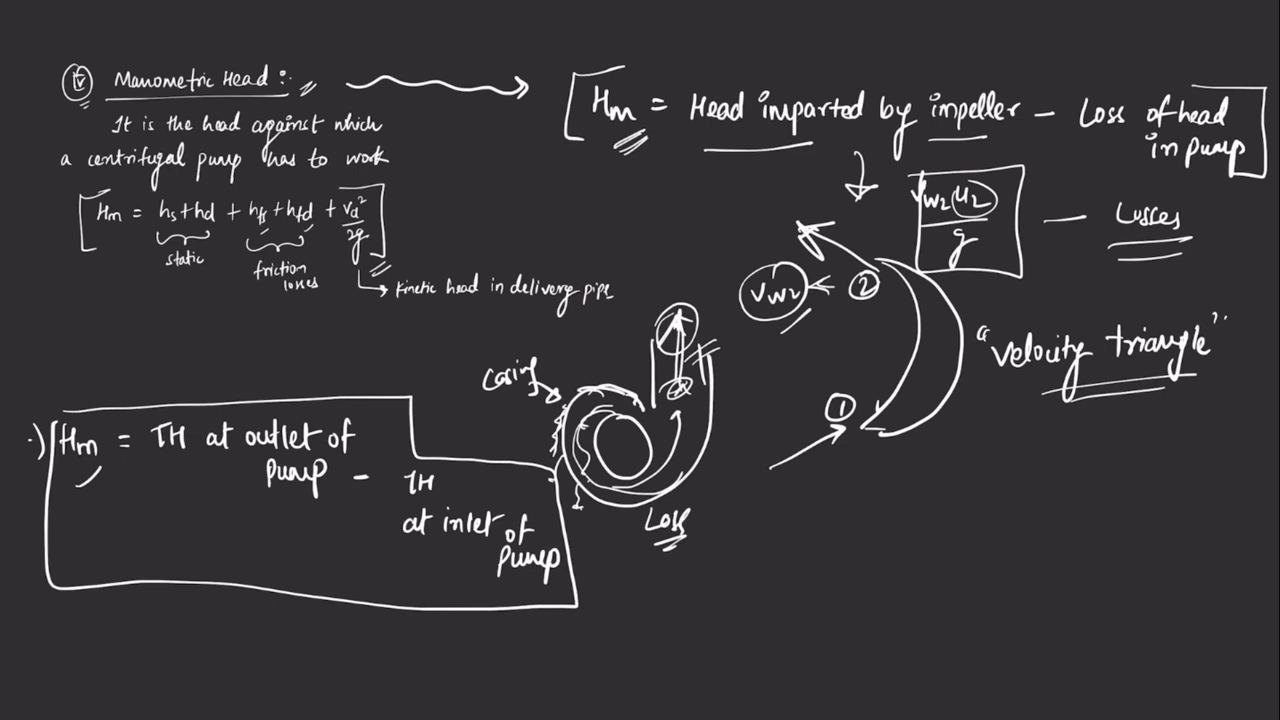 iv Manometric Head :-
It is the head against which
a centrifugal pump has to work
Hm = hs+hd + hfs + hfd + Vd²/2g
static
friction losses
Kinetic head in delivery pipe
Hm = Head imparted by impeller - Loss of head in pump
Vw2 U2 / g - Losses
Vw2 ← 2
"velocity triangle"
1
Casing
Loss
·) Hm = TH at outlet of
pump - TH
at inlet of
pump